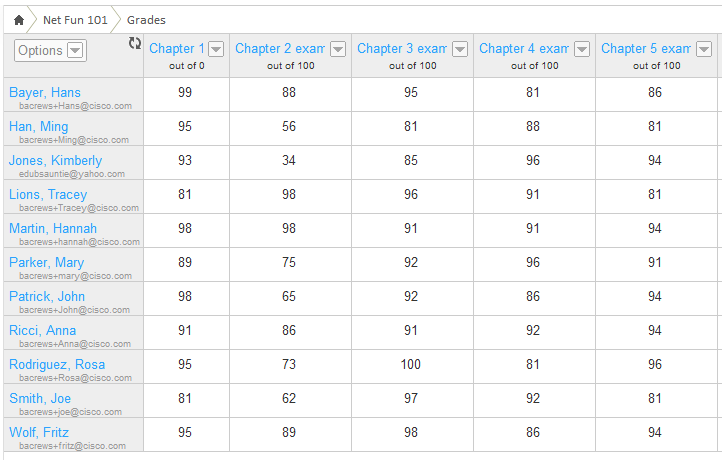 Net Fun 101 Grades
Options Chapter 1 Chapter 2 exam Chapter 3 exam Chapter 4 exam Chapter 5 exam
out of 0 out of 100 out of 100 out of 100 out of 100
Bayer, Hans 99 88 95 81 86
bacrews+Hans@cisco.com
Han, Ming 95 56 81 88 81
bacrews+Ming@cisco.com
Jones, Kimberly 93 34 85 96 94
edubsauntie@yahoo.com
Lions, Tracey 81 98 96 91 81
bacrews+Tracey@cisco.com
Martin, Hannah 98 98 91 91 94
bacrews+hannah@cisco.com
Parker, Mary 89 75 92 96 91
bacrews+mary@cisco.com
Patrick, John 98 65 92 86 94
bacrews+John@cisco.com
Ricci, Anna 91 86 91 92 94
bacrews+Anna@cisco.com
Rodriguez, Rosa 95 73 100 81 96
bacrews+Rosa@cisco.com
Smith, Joe 81 62 97 92 81
bacrews+joe@cisco.com
Wolf, Fritz 95 89 98 86 94
bacrews+fritz@cisco.com